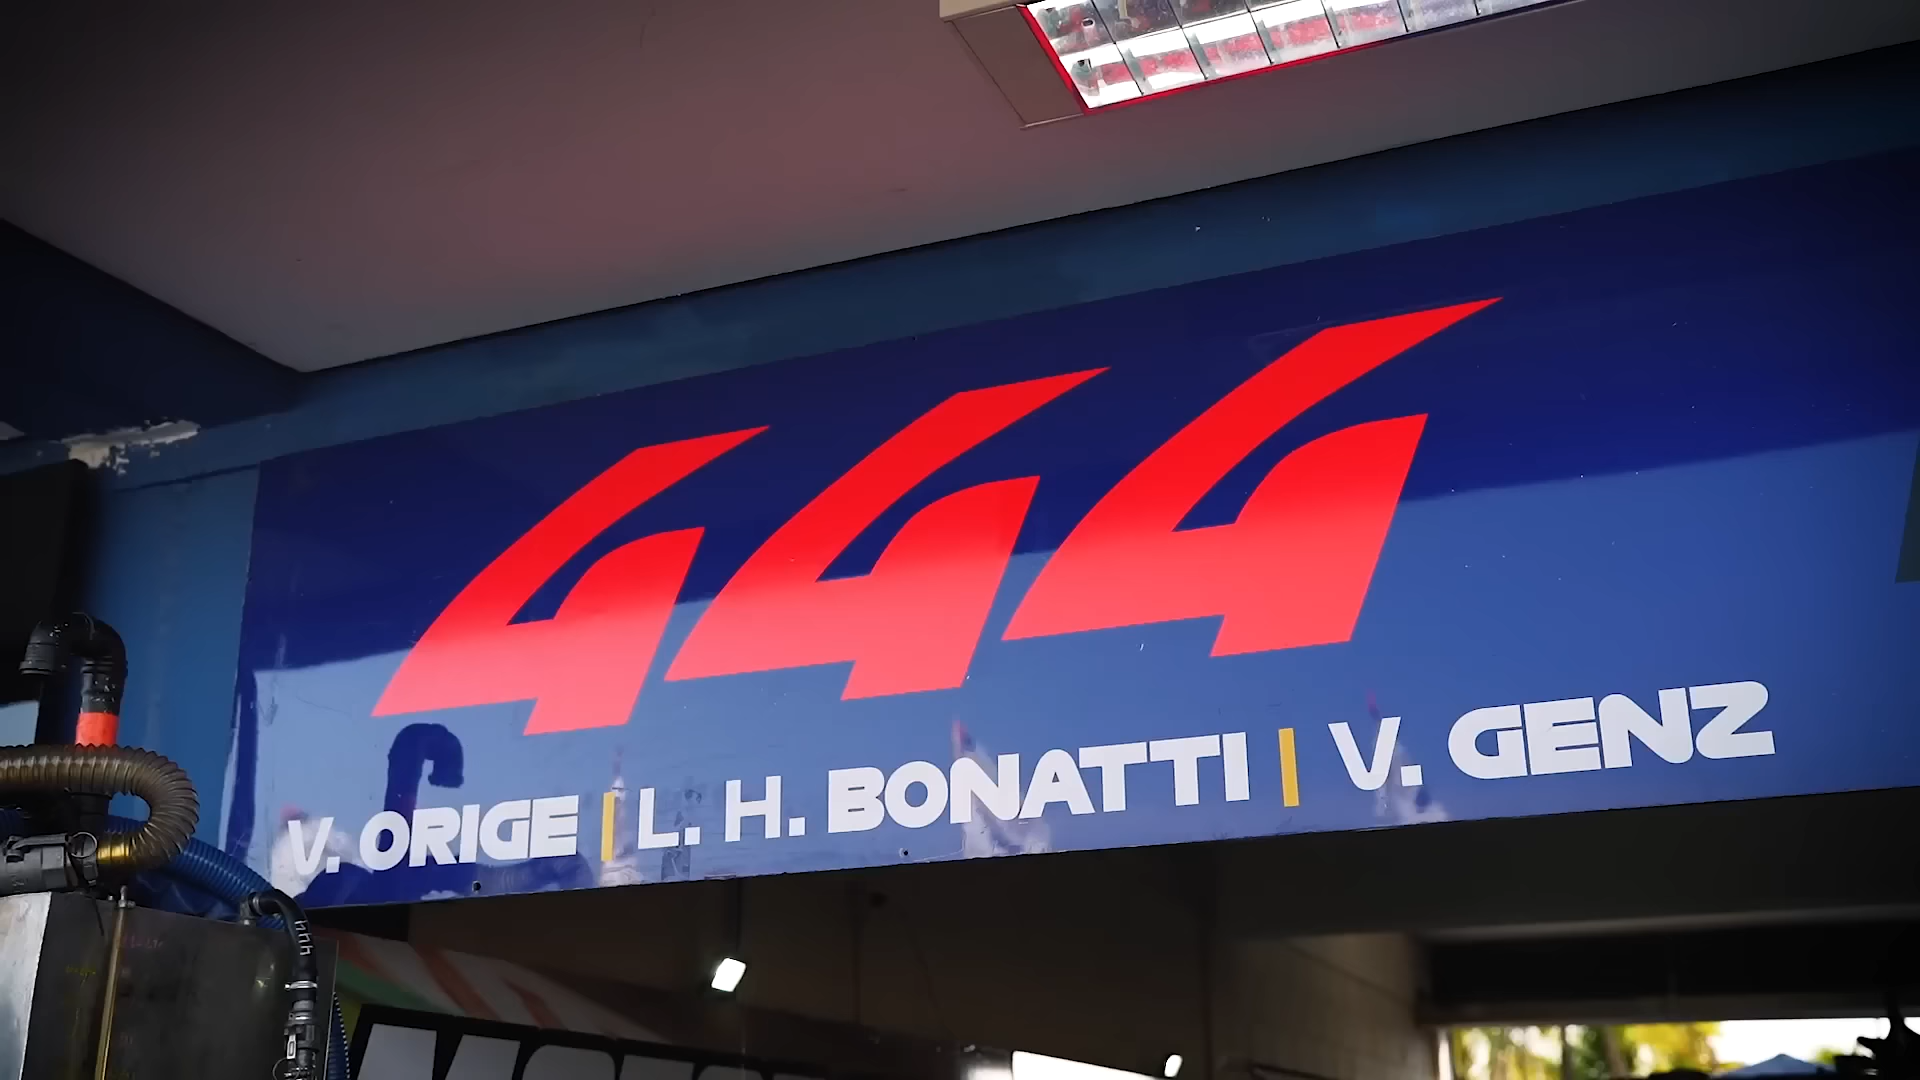 444
V. ORIGE | L. H. BONATTI | V. GENZ